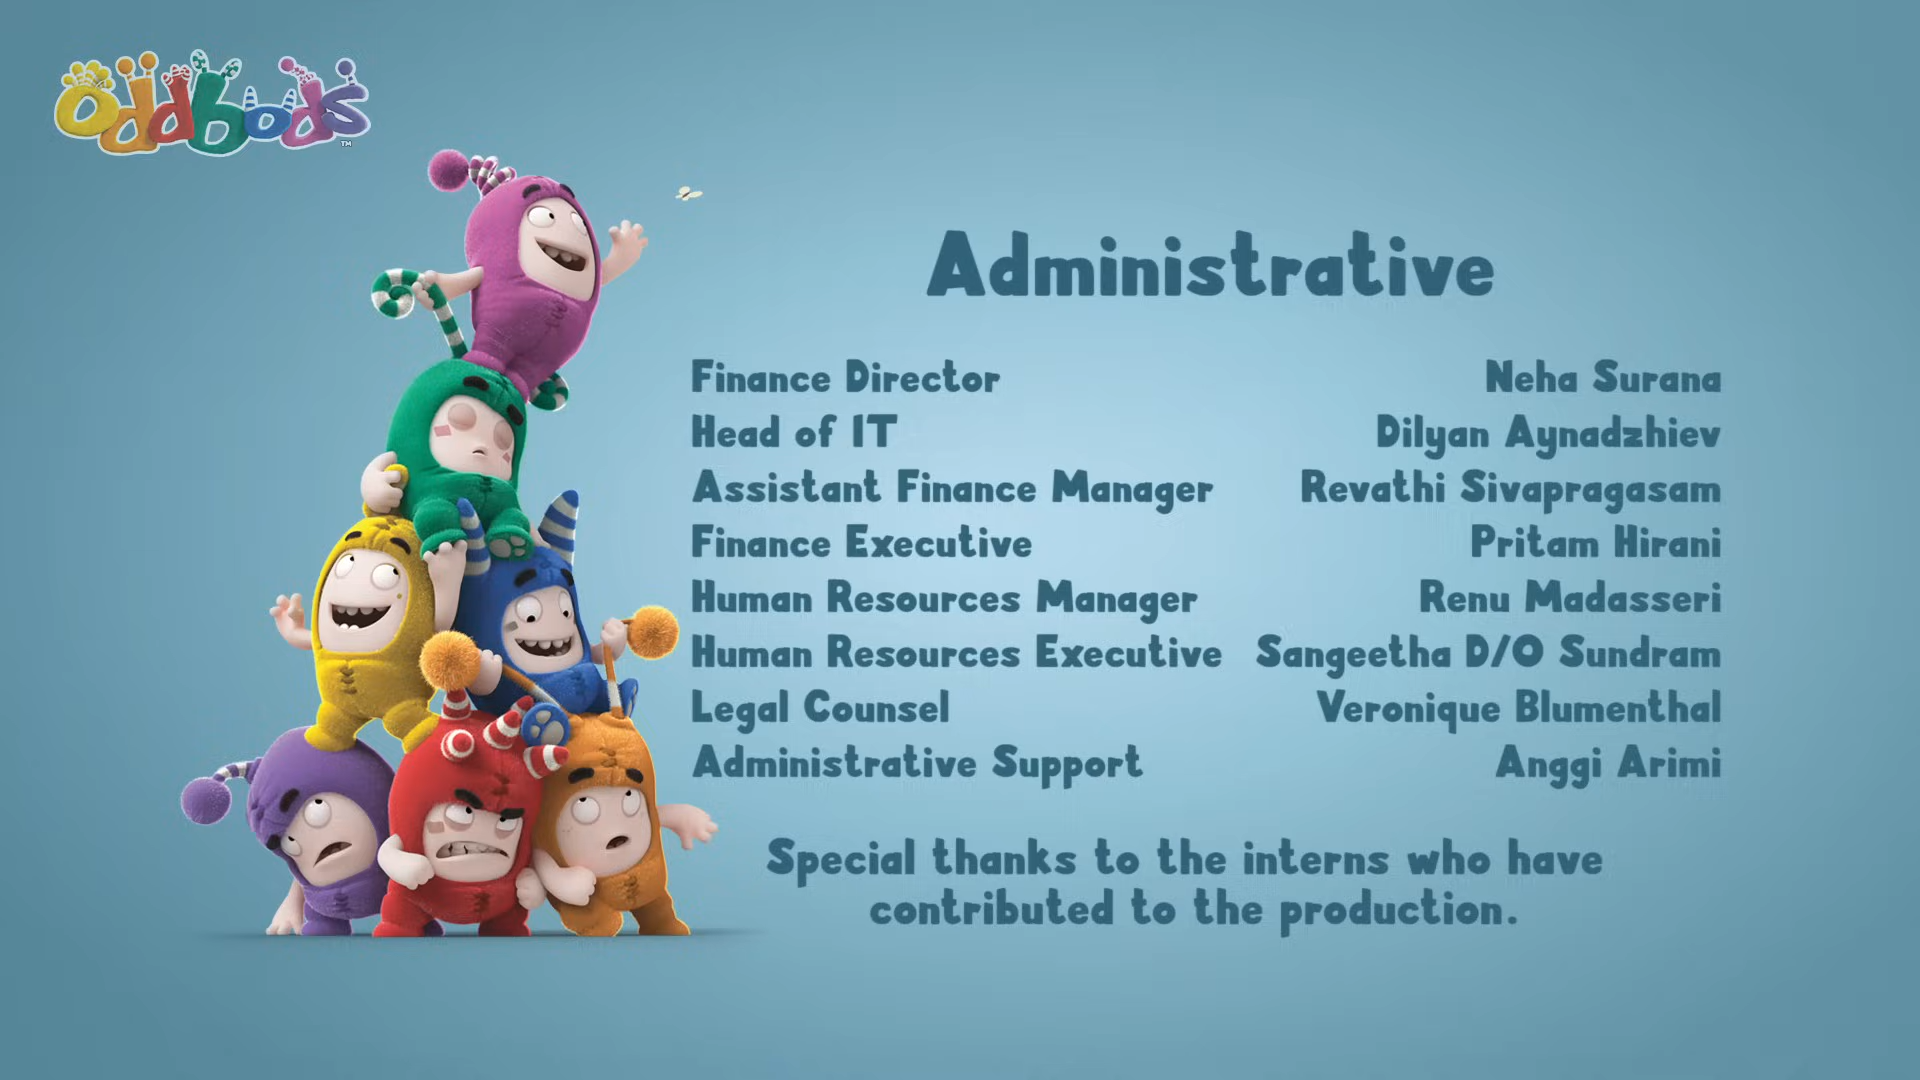 oddbods
TM
Administrative
Finance Director Neha Surana
Head of IT Dilyan Aynadzhiev
Assistant Finance Manager Revathi Sivapragasam
Finance Executive Pritam Hirani
Human Resources Manager Renu Madasseri
Human Resources Executive Sangeetha D/O Sundram
Legal Counsel Veronique Blumenthal
Administrative Support Anggi Arimi
Special thanks to the interns who have
contributed to the production.